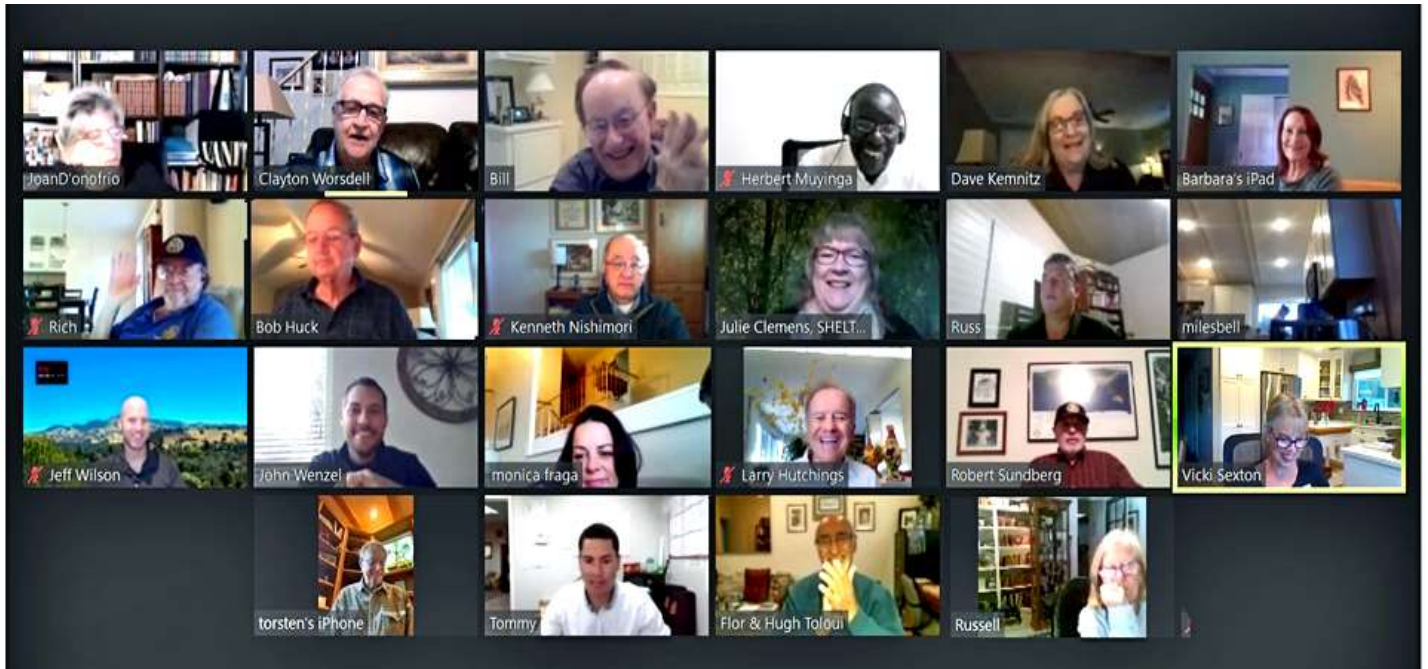 JoanD'onofrio
Clayton Worsdell
Bill
Herbert Muyinga
Dave Kemnitz
Barbara's iPad
Rich
Bob Huck
Kenneth Nishimori
Julie Clemens, SHELT...
Russ
milesbell
Jeff Wilson
John Wenzel
monica fraga
Larry Hutchings
Robert Sundberg
Vicki Sexton
torsten's iPhone
Tommy
Flor & Hugh Toloui
Russell